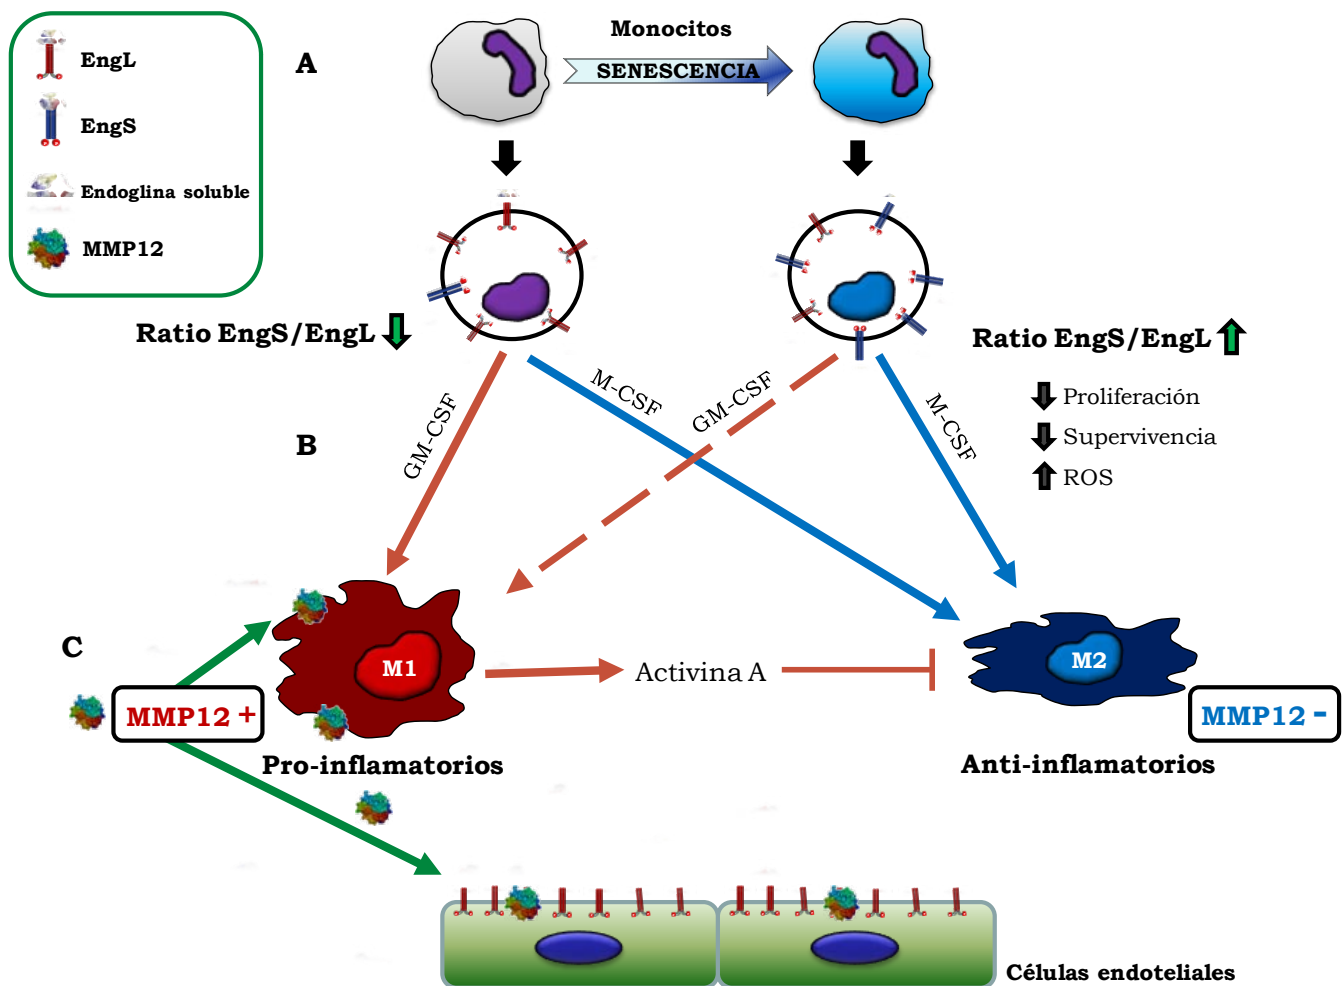 EngL
EngS
Endoglina soluble
MMP12
A
Monocitos
SENESCENCIA
Ratio EngS/EngL
Ratio EngS/EngL
Proliferación
Supervivencia
ROS
B
GM-CSF
M-CSF
GM-CSF
M-CSF
C
M1
Activina A
M2
MMP12 +
MMP12 -
Pro-inflamatorios
Anti-inflamatorios
Células endoteliales